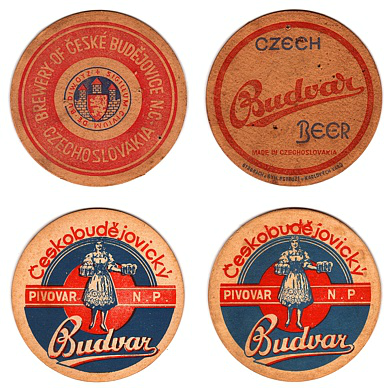 BREWERY OF ČESKÉ BUDĚJOVICE N.C.
CZECHOSLOVAKIA
CZECH
Budvar
BEER
MADE IN CZECHOSLOVAKIA
Českobudějovický
PIVOVAR N.P.
Budvar
Českobudějovický
PIVOVAR N.P.
Budvar